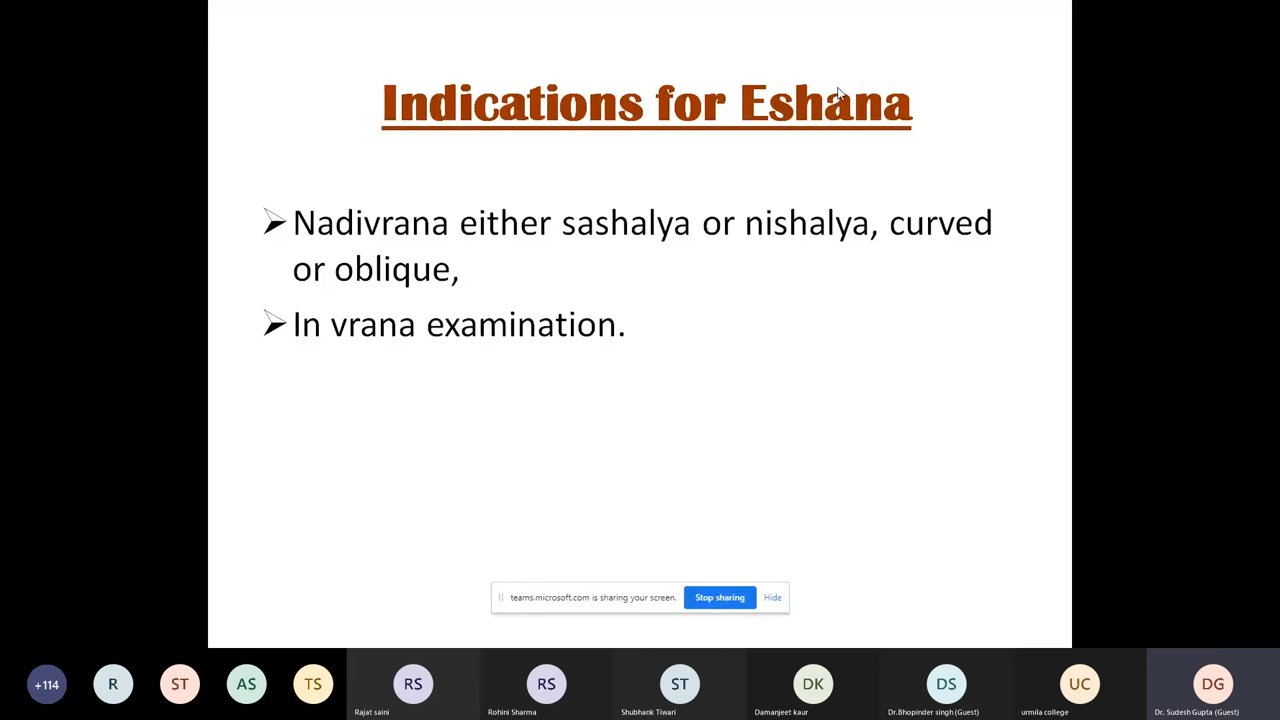 Indications for Eshana
Nadivrana either sashalya or nishalya, curved
or oblique,
In vrana examination.
teams.microsoft.com is sharing your screen.
Stop sharing
Hide
+114
R
ST
AS
TS
RS
RS
ST
DK
DS
UC
DG
Rajat saini
Rohini Sharma
Shubhank Tiwari
Damanjeet kaur
Dr.Bhopinder singh (Guest)
urmila college
Dr. Sudesh Gupta (Guest)